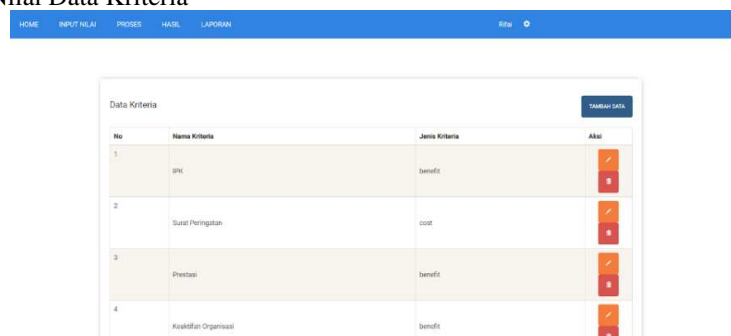 Nilai Data Kriteria
HOME INPUT NILAI PROSES HASIL LAPORAN Rifai
Data Kriteria TAMBAH DATA
No Nama Kriteria Jenis Kriteria Aksi
1 IPK benefit
2 Surat Peringatan cost
3 Prestasi benefit
4 Keaktifan Organisasi benefit